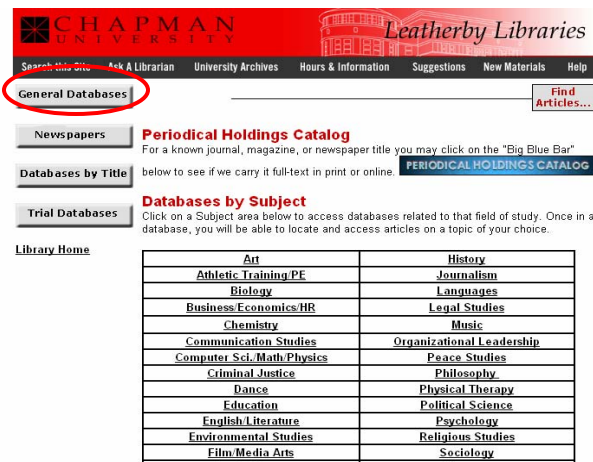 CHAPMAN
UNIVERSITY
Leatherby Libraries
Search this Site Ask A Librarian University Archives Hours & Information Suggestions New Materials Help
General Databases
Find
Articles...
Newspapers
Databases by Title
Trial Databases
Library Home
Periodical Holdings Catalog
For a known journal, magazine, or newspaper title you may click on the "Big Blue Bar"
below to see if we carry it full-text in print or online. PERIODICAL HOLDINGS CATALOG
Databases by Subject
Click on a Subject area below to access databases related to that field of study. Once in a
database, you will be able to locate and access articles on a topic of your choice.
Art History
Athletic Training/PE Journalism
Biology Languages
Business/Economics/HR Legal Studies
Chemistry Music
Communication Studies Organizational Leadership
Computer Sci./Math/Physics Peace Studies
Criminal Justice Philosophy
Dance Physical Therapy
Education Political Science
English/Literature Psychology
Environmental Studies Religious Studies
Film/Media Arts Sociology